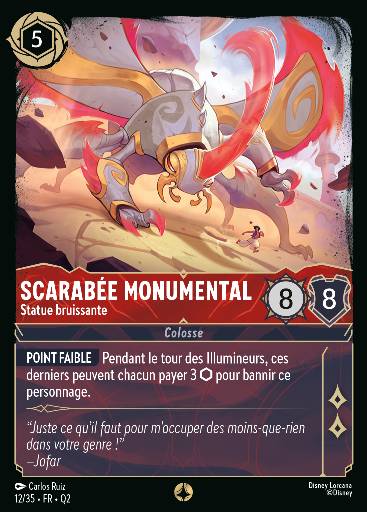 5
SCARABÉE MONUMENTAL
Statue bruissante
8
8
Colosse
POINT FAIBLE Pendant le tour des Illumineurs, ces
derniers peuvent chacun payer 3 ⬡ pour bannir ce
personnage.
"Juste ce qu'il faut pour m'occuper des moins-que-rien
dans votre genre !"
–Jafar
Carlos Ruiz
12/35 • FR • Q2
Disney Lorcana
©Disney